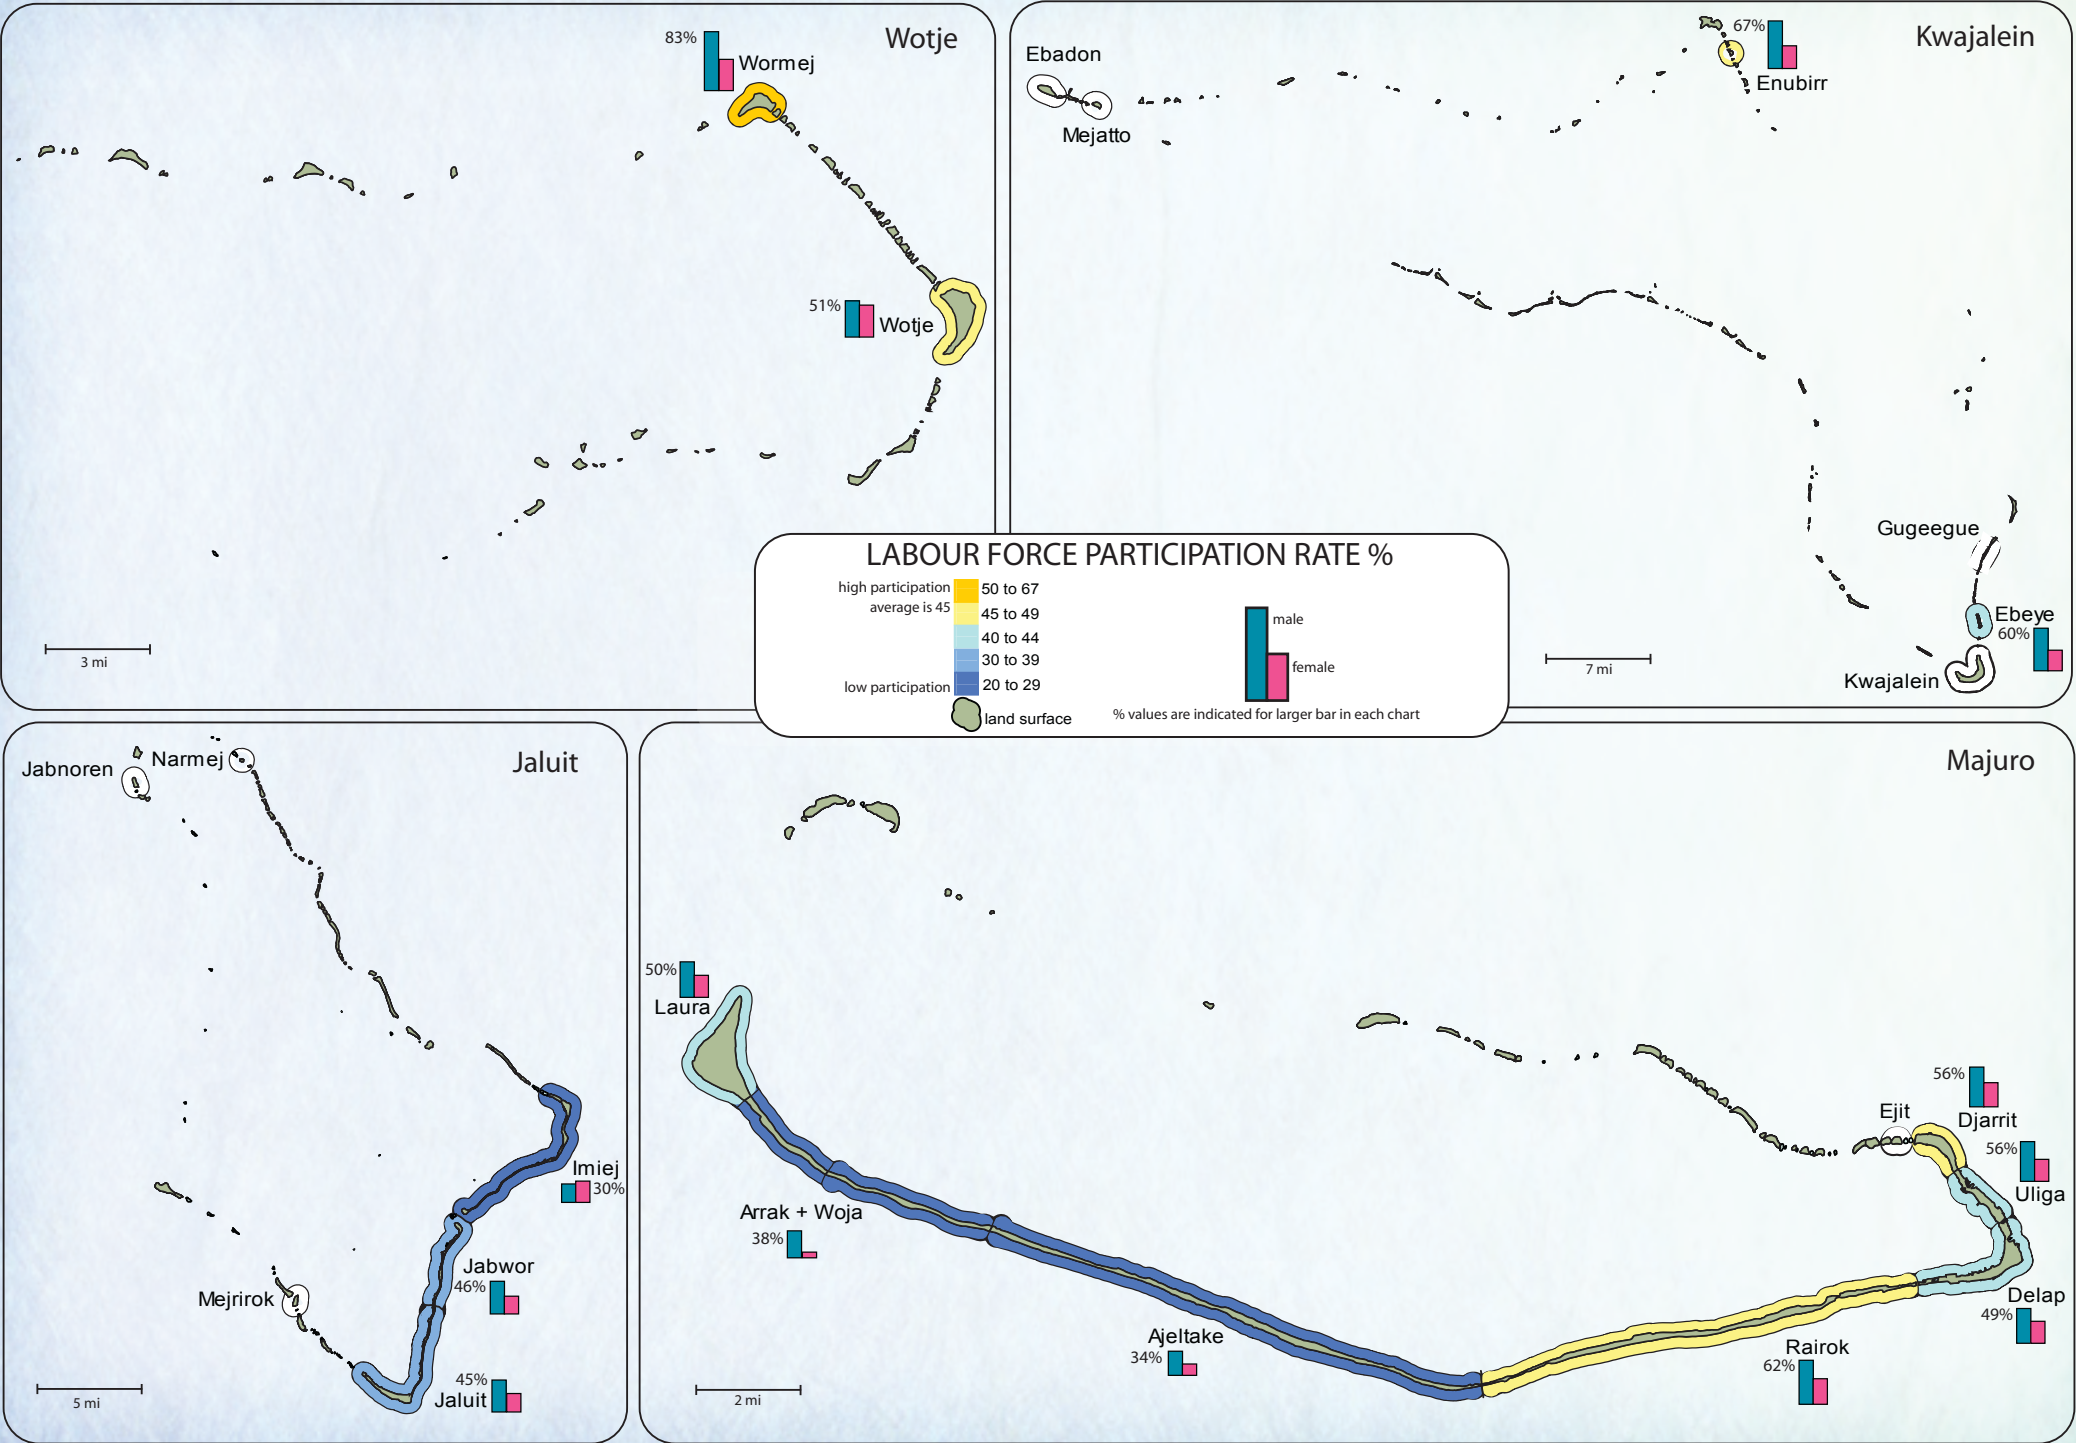 Wotje
83%
Wormej
51%
Wotje
3 mi
Kwajalein
Ebadon
Mejatto
67%
Enubirr
Gugeegue
Ebeye
60%
Kwajalein
7 mi
LABOUR FORCE PARTICIPATION RATE %
high participation
average is 45
low participation
50 to 67
45 to 49
40 to 44
30 to 39
20 to 29
land surface
male
female
% values are indicated for larger bar in each chart
Jaluit
Jabnoren
Narmej
Imiej
30%
Jabwor
46%
Mejrirok
45%
Jaluit
5 mi
Majuro
50%
Laura
Arrak + Woja
38%
Ajeltake
34%
2 mi
Ejit
56%
Djarrit
56%
Uliga
Delap
49%
Rairok
62%